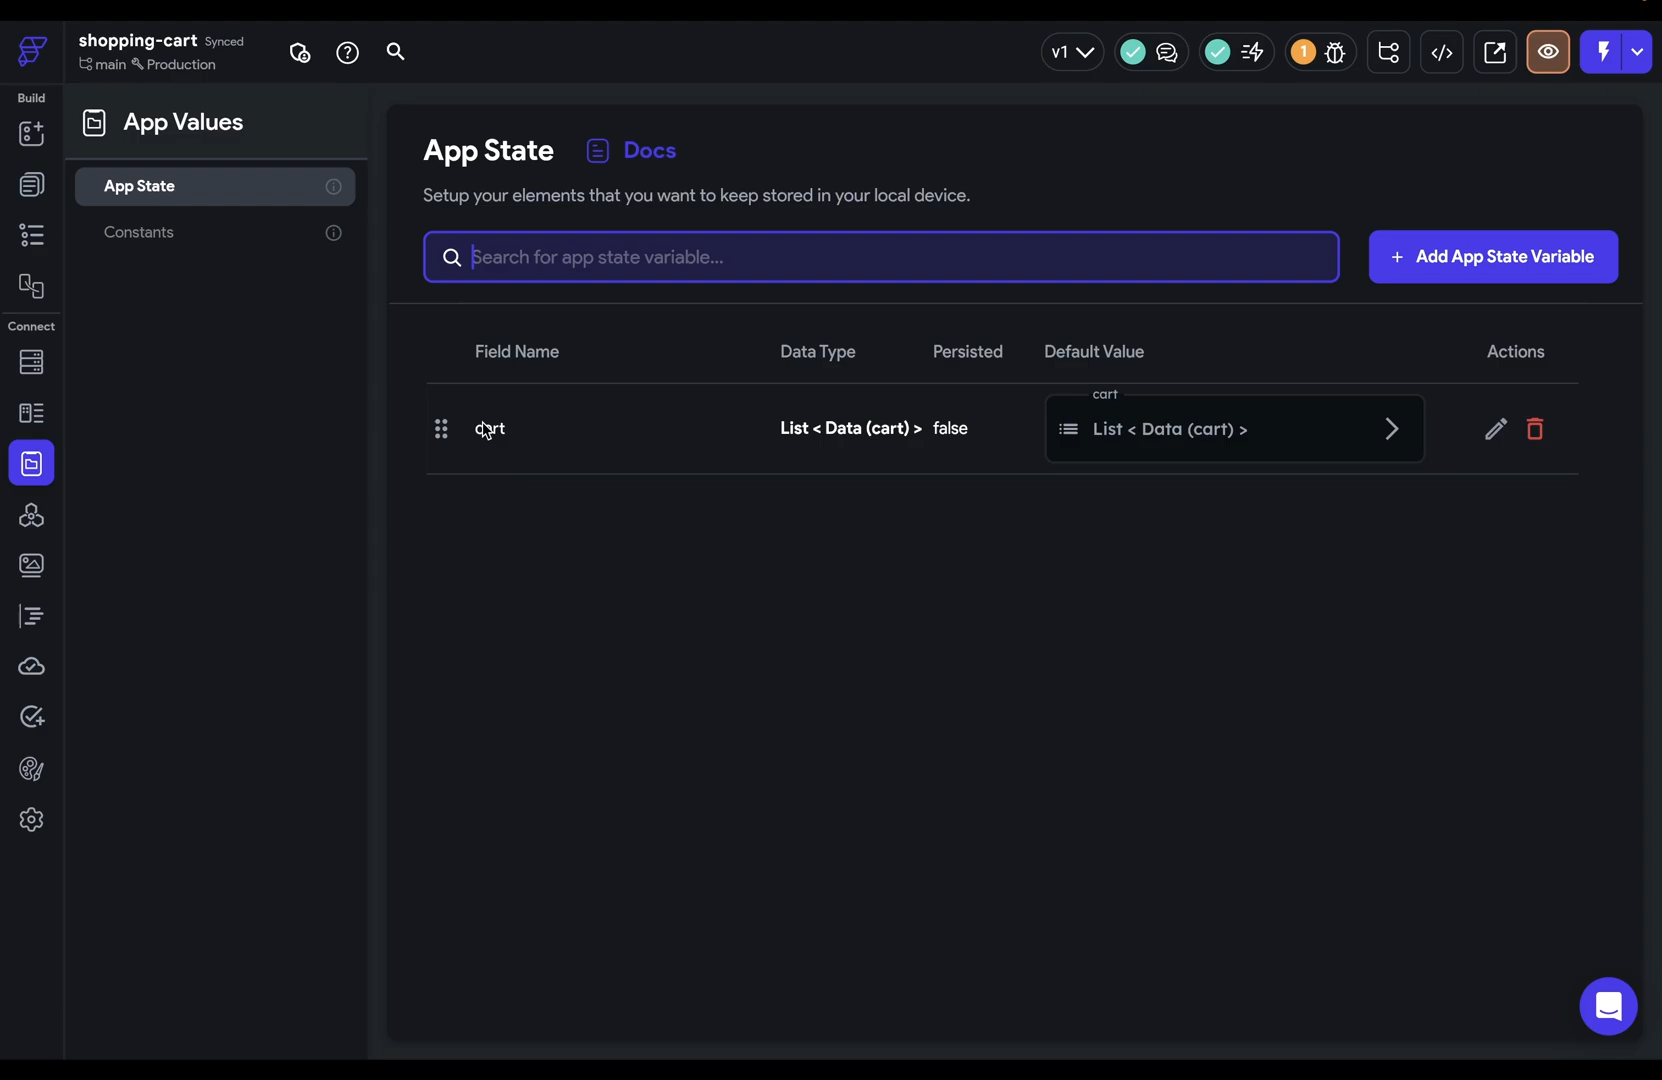 shopping-cart Synced
main Production
v1
1
Build
Connect
App Values
App State
Constants
App State Docs
Setup your elements that you want to keep stored in your local device.
Search for app state variable...
+ Add App State Variable
Field Name Data Type Persisted Default Value Actions
cart
cart List < Data (cart) > false List < Data (cart) >